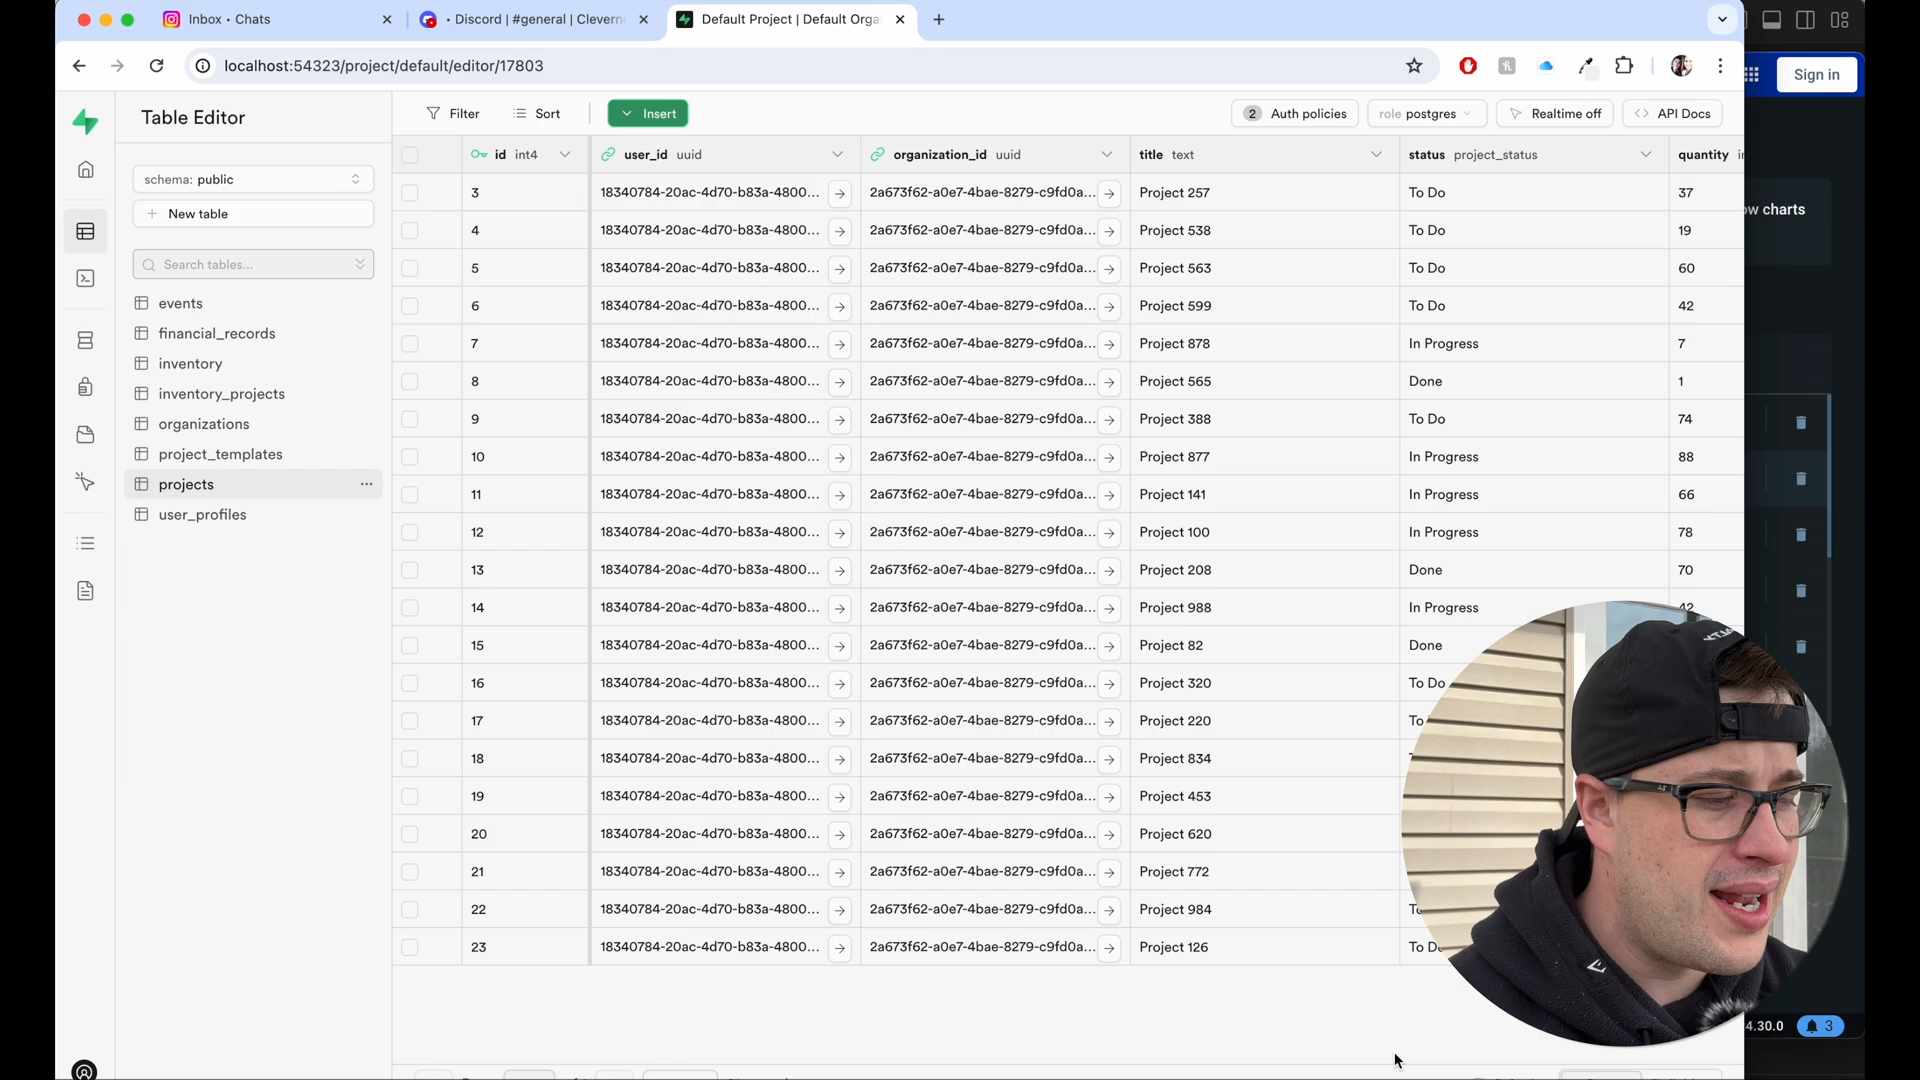 Inbox • Chats
• Discord | #general | Clevern
Default Project | Default Orga
localhost:54323/project/default/editor/17803
Sign in
Table Editor
Filter
Sort
Insert
2 Auth policies
role postgres
Realtime off
API Docs
schema: public
New table
Search tables...
events
financial_records
inventory
inventory_projects
organizations
project_templates
projects
user_profiles
id int4 user_id uuid organization_id uuid title text status project_status quantity
3 18340784-20ac-4d70-b83a-4800... 2a673f62-a0e7-4bae-8279-c9fd0a... Project 257 To Do 37
4 18340784-20ac-4d70-b83a-4800... 2a673f62-a0e7-4bae-8279-c9fd0a... Project 538 To Do 19
5 18340784-20ac-4d70-b83a-4800... 2a673f62-a0e7-4bae-8279-c9fd0a... Project 563 To Do 60
6 18340784-20ac-4d70-b83a-4800... 2a673f62-a0e7-4bae-8279-c9fd0a... Project 599 To Do 42
7 18340784-20ac-4d70-b83a-4800... 2a673f62-a0e7-4bae-8279-c9fd0a... Project 878 In Progress 7
8 18340784-20ac-4d70-b83a-4800... 2a673f62-a0e7-4bae-8279-c9fd0a... Project 565 Done 1
9 18340784-20ac-4d70-b83a-4800... 2a673f62-a0e7-4bae-8279-c9fd0a... Project 388 To Do 74
10 18340784-20ac-4d70-b83a-4800... 2a673f62-a0e7-4bae-8279-c9fd0a... Project 877 In Progress 88
11 18340784-20ac-4d70-b83a-4800... 2a673f62-a0e7-4bae-8279-c9fd0a... Project 141 In Progress 66
12 18340784-20ac-4d70-b83a-4800... 2a673f62-a0e7-4bae-8279-c9fd0a... Project 100 In Progress 78
13 18340784-20ac-4d70-b83a-4800... 2a673f62-a0e7-4bae-8279-c9fd0a... Project 208 Done 70
14 18340784-20ac-4d70-b83a-4800... 2a673f62-a0e7-4bae-8279-c9fd0a... Project 988 In Progress 42
15 18340784-20ac-4d70-b83a-4800... 2a673f62-a0e7-4bae-8279-c9fd0a... Project 82 Done
16 18340784-20ac-4d70-b83a-4800... 2a673f62-a0e7-4bae-8279-c9fd0a... Project 320 To Do
17 18340784-20ac-4d70-b83a-4800... 2a673f62-a0e7-4bae-8279-c9fd0a... Project 220 To
18 18340784-20ac-4d70-b83a-4800... 2a673f62-a0e7-4bae-8279-c9fd0a... Project 834
19 18340784-20ac-4d70-b83a-4800... 2a673f62-a0e7-4bae-8279-c9fd0a... Project 453
20 18340784-20ac-4d70-b83a-4800... 2a673f62-a0e7-4bae-8279-c9fd0a... Project 620
21 18340784-20ac-4d70-b83a-4800... 2a673f62-a0e7-4bae-8279-c9fd0a... Project 772
22 18340784-20ac-4d70-b83a-4800... 2a673f62-a0e7-4bae-8279-c9fd0a... Project 984
23 18340784-20ac-4d70-b83a-4800... 2a673f62-a0e7-4bae-8279-c9fd0a... Project 126 To D
ow charts
4.30.0
3